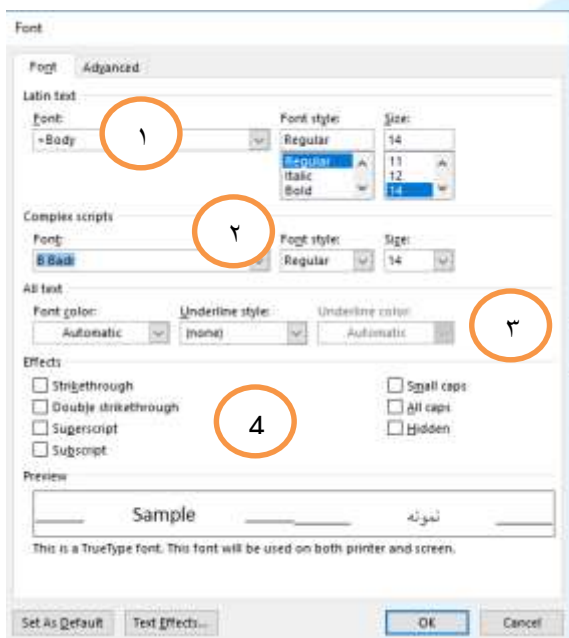 Font
Font Advanced
Latin text
Font: Font style: Size:
+Body Regular 14
Regular 11
Italic 12
Bold 14
۱
Complex scripts
Font: Font style: Size:
B Badr Regular 14
۲
All text
Font color: Underline style: Underline color:
Automatic (none) Automatic
۳
Effects
Strikethrough Small caps
Double strikethrough All caps
Superscript Hidden
Subscript
4
Preview
Sample نمونه
This is a TrueType font. This font will be used on both printer and screen.
Set As Default Text Effects... OK Cancel